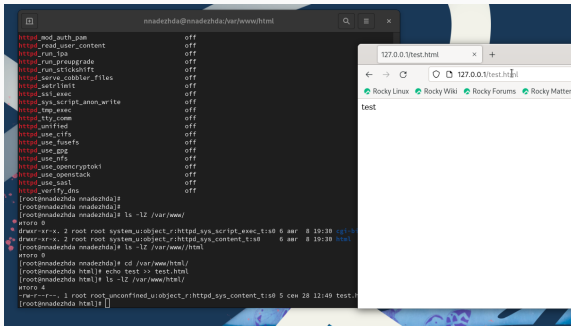 nnadezhda@nnadezhda:/var/www/html
httpd_mod_auth_pam off
httpd_read_user_content off
httpd_run_ipa off
httpd_run_preupgrade off
httpd_run_stickshift off
httpd_serve_cobbler_files off
httpd_setrlimit off
httpd_ssi_exec off
httpd_sys_script_anon_write off
httpd_tmp_exec off
httpd_tty_comm off
httpd_unified off
httpd_use_cifs off
httpd_use_fusefs off
httpd_use_gpg off
httpd_use_nfs off
httpd_use_opencryptoki off
httpd_use_openstack off
httpd_use_sasl off
httpd_verify_dns off
[root@nnadezhda nnadezhda]#
[root@nnadezhda nnadezhda]#
[root@nnadezhda nnadezhda]# ls -lZ /var/www/
итого 0
drwxr-xr-x. 2 root root system_u:object_r:httpd_sys_script_exec_t:s0 6 авг 8 19:30 cgi-bi
drwxr-xr-x. 2 root root system_u:object_r:httpd_sys_content_t:s0 6 авг 8 19:30 html
[root@nnadezhda nnadezhda]# ls -lZ /var/www//html
итого 0
[root@nnadezhda nnadezhda]# cd /var/www/html/
[root@nnadezhda html]# echo test >> test.html
[root@nnadezhda html]# ls -lZ /var/www/html/
итого 4
-rw-r--r--. 1 root root unconfined_u:object_r:httpd_sys_content_t:s0 5 сен 28 12:49 test.h
[root@nnadezhda html]#
127.0.0.1/test.html
127.0.0.1/test.html
Rocky Linux Rocky Wiki Rocky Forums Rocky Matter
test